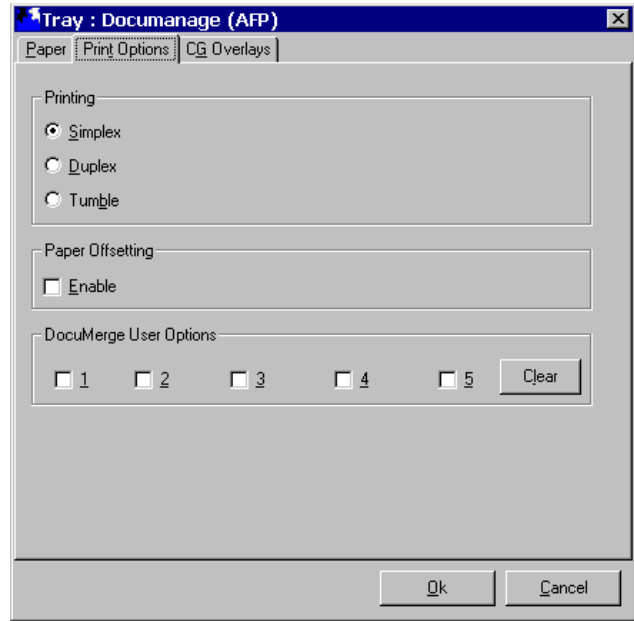 Tray : Documanage (AFP)
Paper Print Options CG Overlays
Printing
Simplex
Duplex
Tumble
Paper Offsetting
Enable
DocuMerge User Options
1 2 3 4 5 Clear
Ok Cancel